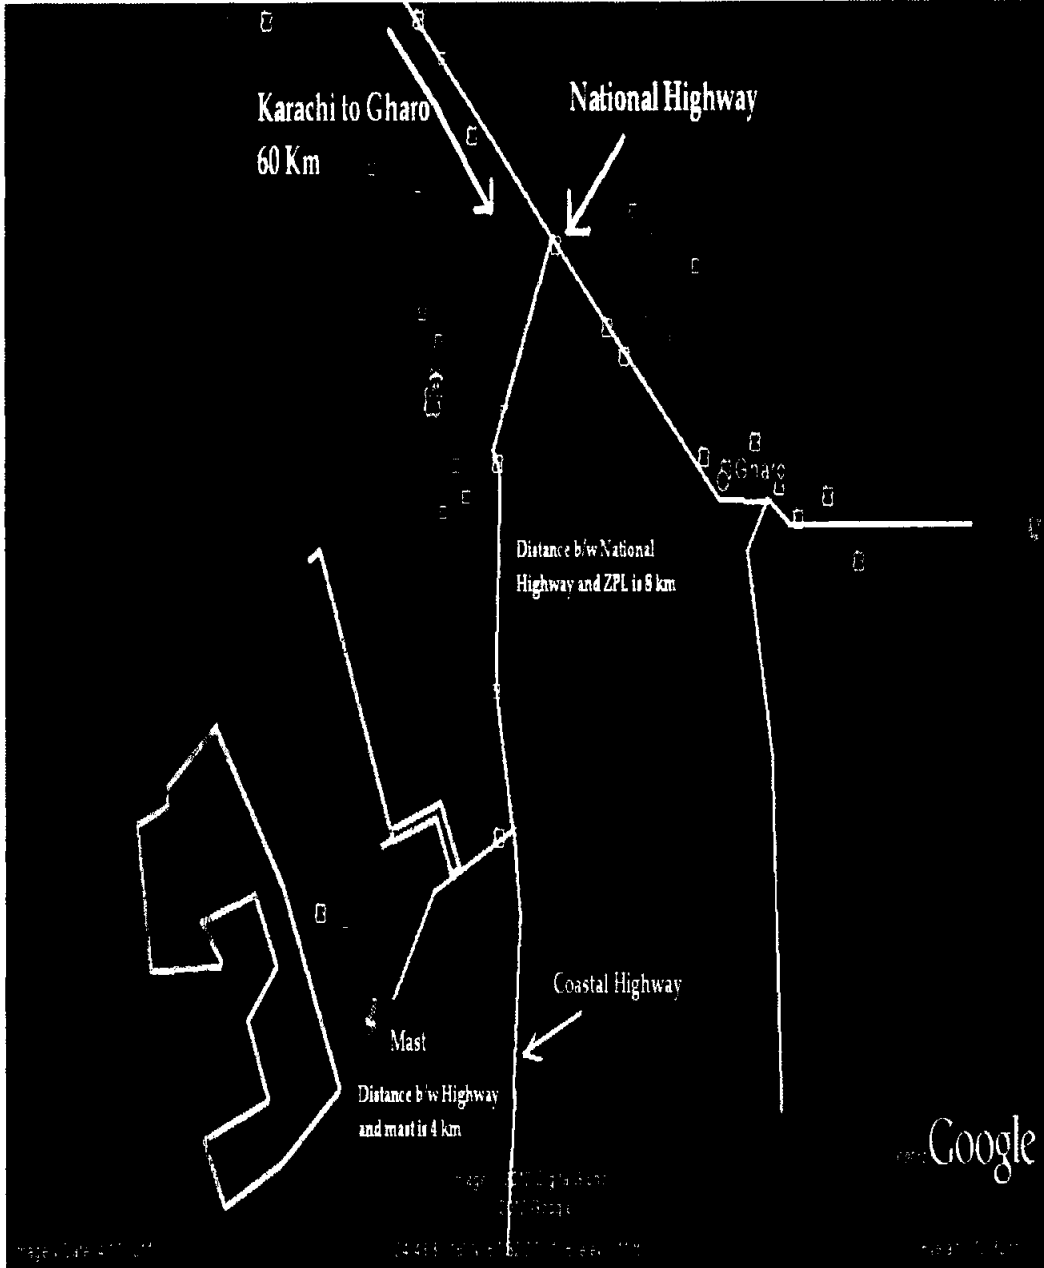 Karachi to Gharo
60 Km
National Highway
Gharo
Distance b/w National
Highway and ZPL is 8 km
Coastal Highway
Mast
Distance b/w Highway
and mast is 4 km
Google